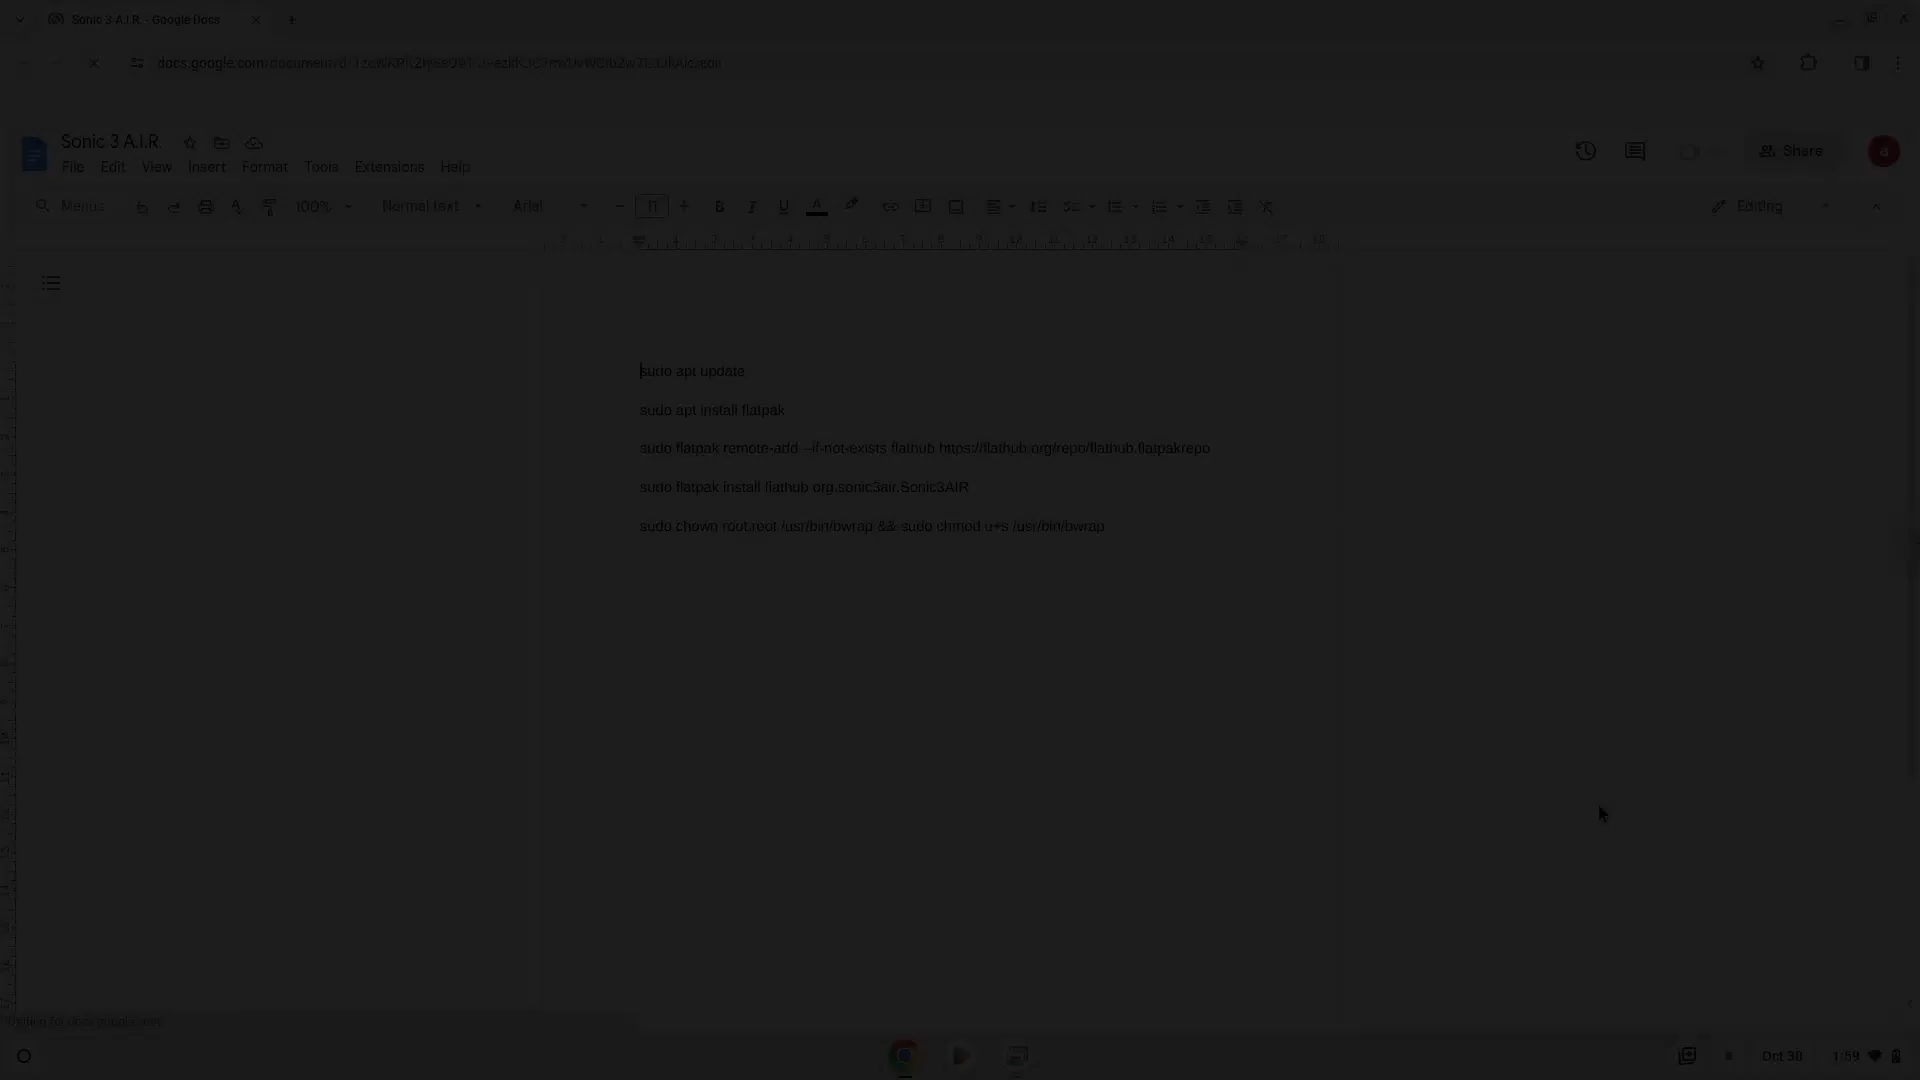 Sonic 3 A.I.R. - Google Docs
Sonic 3 A.I.R.
File Edit View Insert Format Tools Extensions Help
Share
a
Menus
100%
Normal text
Arial
11
B I U A
Editing
sudo apt update
sudo apt install flatpak
sudo flatpak remote-add --if-not-exists flathub https://flathub.org/repo/flathub.flatpakrepo
sudo flatpak install flathub org.sonic3air.Sonic3AIR
sudo chown root:root /usr/bin/bwrap && sudo chmod u+s /usr/bin/bwrap
Oct 30
1:59